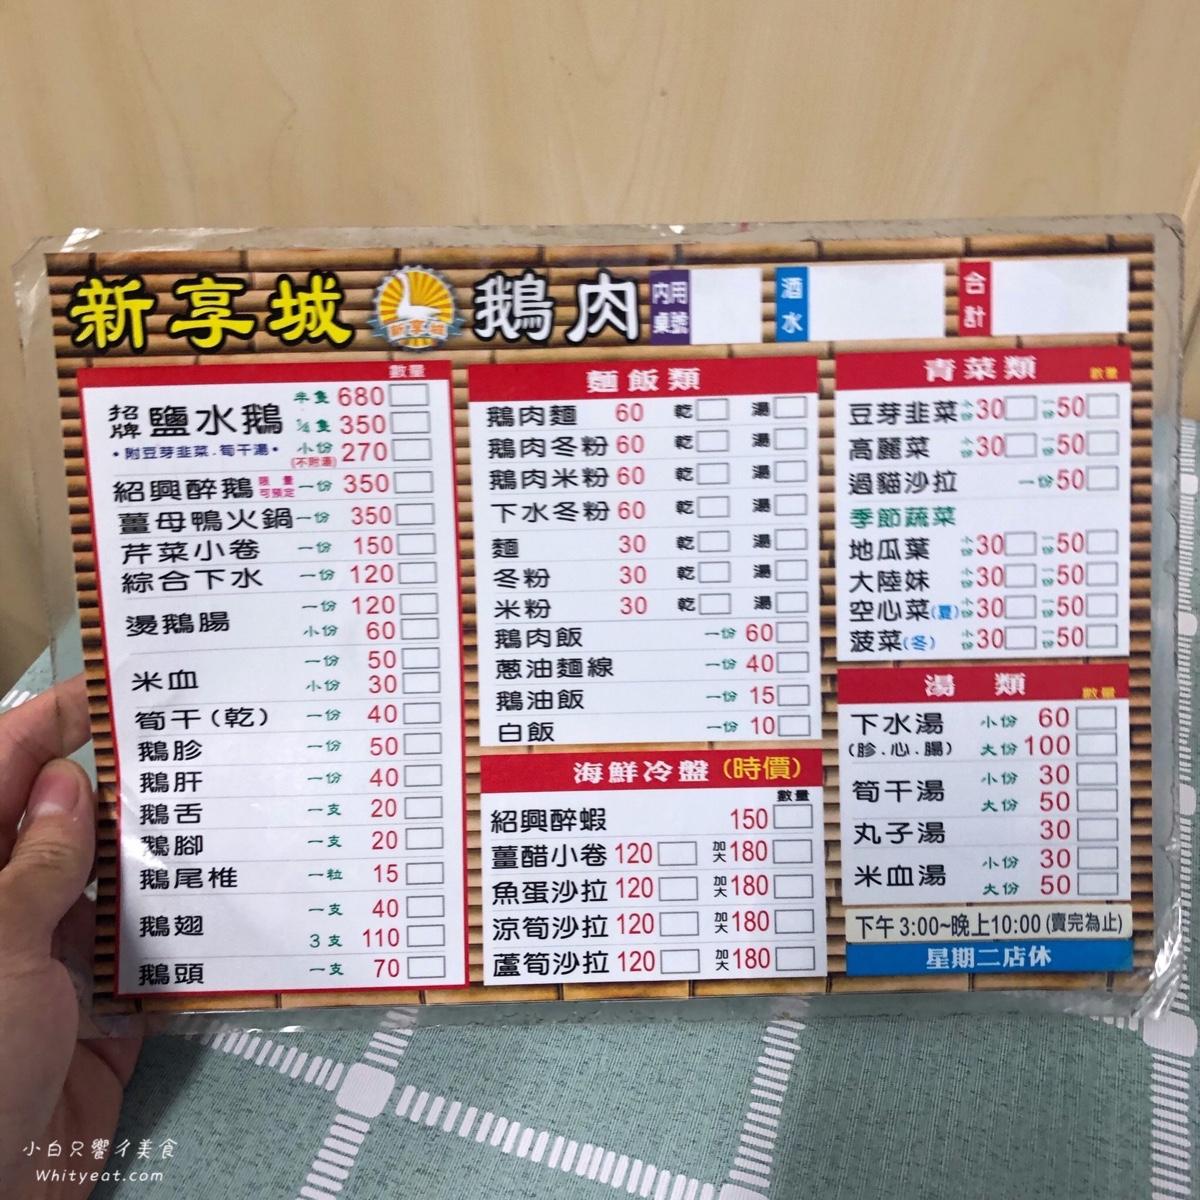 新享城 新享城 鵝肉 內用桌號 酒水 合計
數量
招牌 鹽水鵝 半隻 680
¼隻 350
•附豆芽韭菜.筍干湯• 小份 (不附湯) 270
紹興醉鵝 限量 可預定 一份 350
薑母鴨火鍋 一份 350
芹菜小卷 一份 150
綜合下水 一份 120
燙鵝腸 一份 120
小份 60
米血 一份 50
小份 30
筍干(乾) 一份 40
鵝胗 一份 50
鵝肝 一份 40
鵝舌 一支 20
鵝腳 一支 20
鵝尾椎 一粒 15
鵝翅 一支 40
3支 110
鵝頭 一支 70
麵飯類
鵝肉麵 60 乾 湯
鵝肉冬粉 60 乾 湯
鵝肉米粉 60 乾 湯
下水冬粉 60 乾 湯
麵 30 乾 湯
冬粉 30 乾 湯
米粉 30 乾 湯
鵝肉飯 一份 60
蔥油麵線 一份 40
鵝油飯 一份 15
白飯 一份 10
海鮮冷盤(時價)
數量
紹興醉蝦 150
薑醋小卷 120 加大 180
魚蛋沙拉 120 加大 180
涼筍沙拉 120 加大 180
蘆筍沙拉 120 加大 180
青菜類 數量
豆芽韭菜 小份 30 一份 50
高麗菜 小份 30 一份 50
過貓沙拉 一份 50
季節蔬菜
地瓜葉 小份 30 一份 50
大陸妹 小份 30 一份 50
空心菜(夏) 小份 30 一份 50
菠菜(冬) 小份 30 一份 50
湯類 數量
下水湯 小份 60
(胗.心.腸) 大份 100
筍干湯 小份 30
大份 50
丸子湯 30
米血湯 小份 30
大份 50
下午3:00~晚上10:00(賣完為止)
星期二店休
小白只饗ㄔ美食
Whityeat.com